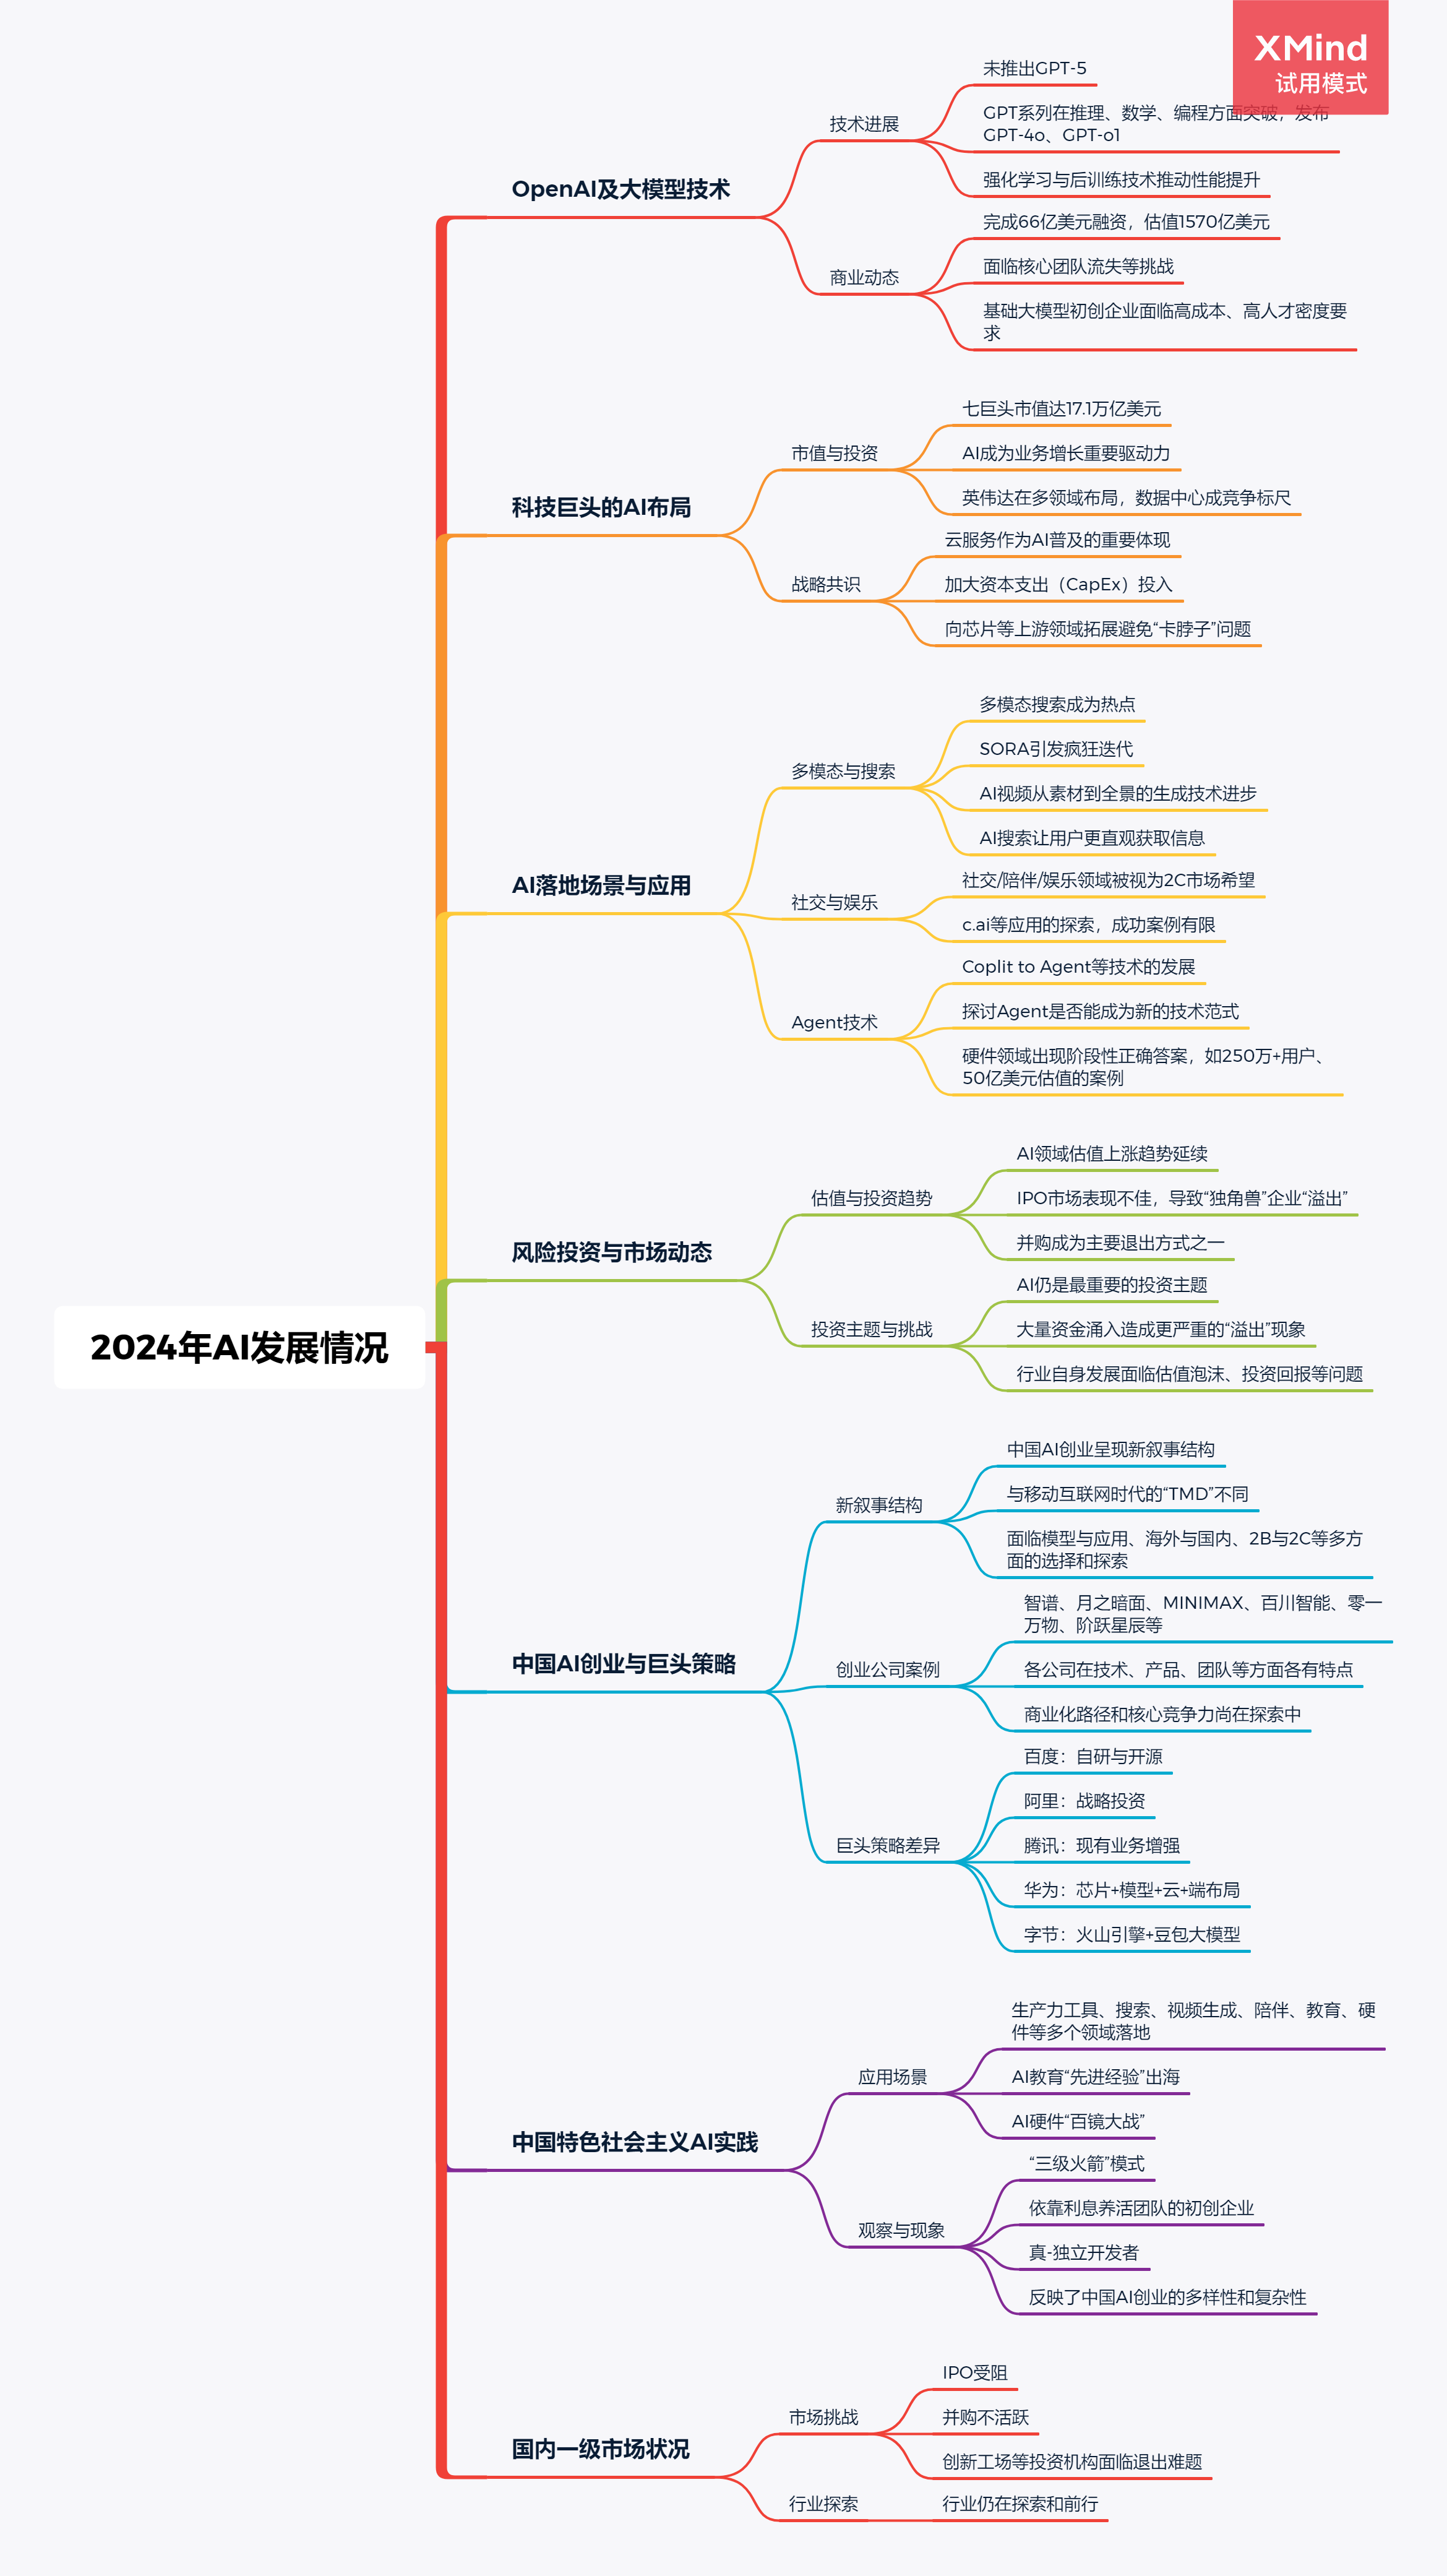 XMind
试用模式
2024年AI发展情况
OpenAI及大模型技术
技术进展
未推出GPT-5
GPT系列在推理、数学、编程方面突破，发布
GPT-4o、GPT-o1
强化学习与后训练技术推动性能提升
商业动态
完成66亿美元融资，估值1570亿美元
面临核心团队流失等挑战
基础大模型初创企业面临高成本、高人才密度要
求
科技巨头的AI布局
市值与投资
七巨头市值达17.1万亿美元
AI成为业务增长重要驱动力
英伟达在多领域布局，数据中心成竞争标尺
战略共识
云服务作为AI普及的重要体现
加大资本支出（CapEx）投入
向芯片等上游领域拓展避免“卡脖子”问题
AI落地场景与应用
多模态与搜索
多模态搜索成为热点
SORA引发疯狂迭代
AI视频从素材到全景的生成技术进步
AI搜索让用户更直观获取信息
社交与娱乐
社交/陪伴/娱乐领域被视为2C市场希望
c.ai等应用的探索，成功案例有限
Agent技术
Coplit to Agent等技术的发展
探讨Agent是否能成为新的技术范式
硬件领域出现阶段性正确答案，如250万+用户、
50亿美元估值的案例
风险投资与市场动态
估值与投资趋势
AI领域估值上涨趋势延续
IPO市场表现不佳，导致“独角兽”企业“溢出”
并购成为主要退出方式之一
投资主题与挑战
AI仍是最重要的投资主题
大量资金涌入造成更严重的“溢出”现象
行业自身发展面临估值泡沫、投资回报等问题
中国AI创业与巨头策略
新叙事结构
中国AI创业呈现新叙事结构
与移动互联网时代的“TMD”不同
面临模型与应用、海外与国内、2B与2C等多方
面的选择和探索
创业公司案例
智谱、月之暗面、MINIMAX、百川智能、零一
万物、阶跃星辰等
各公司在技术、产品、团队等方面各有特点
商业化路径和核心竞争力尚在探索中
巨头策略差异
百度：自研与开源
阿里：战略投资
腾讯：现有业务增强
华为：芯片+模型+云+端布局
字节：火山引擎+豆包大模型
中国特色社会主义AI实践
应用场景
生产力工具、搜索、视频生成、陪伴、教育、硬
件等多个领域落地
AI教育“先进经验”出海
AI硬件“百镜大战”
观察与现象
“三级火箭”模式
依靠利息养活团队的初创企业
真-独立开发者
反映了中国AI创业的多样性和复杂性
国内一级市场状况
市场挑战
IPO受阻
并购不活跃
创新工场等投资机构面临退出难题
行业探索
行业仍在探索和前行